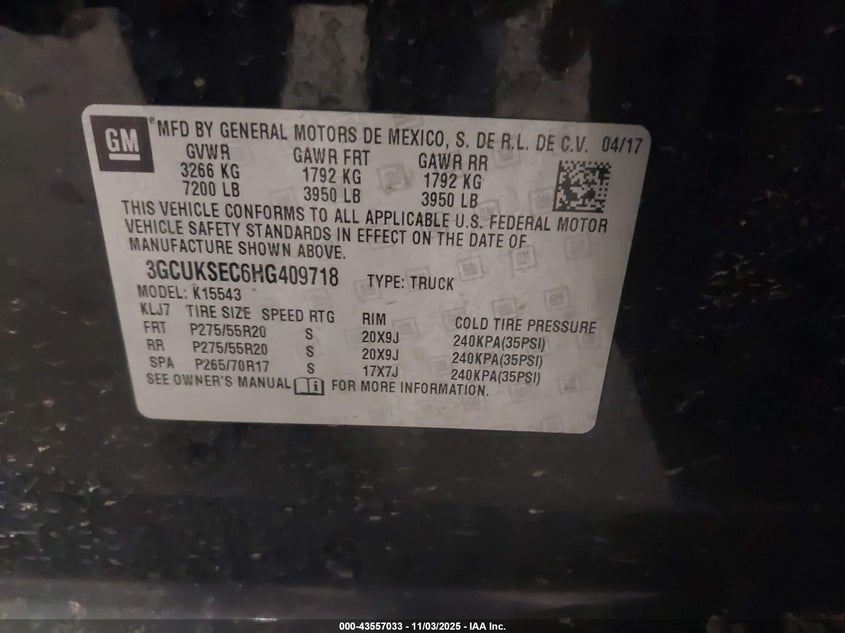 GM
*MFD BY GENERAL MOTORS DE MEXICO, S. DE R.L. DE C.V. 04/17
GVWR GAWR FRT GAWR RR
3266 KG 1792 KG 1792 KG
7200 LB 3950 LB 3950 LB
THIS VEHICLE CONFORMS TO ALL APPLICABLE U.S. FEDERAL MOTOR
VEHICLE SAFETY STANDARDS IN EFFECT ON THE DATE OF
MANUFACTURE SHOWN ABOVE.
3GCUKSEC6HG409718 TYPE: TRUCK
MODEL: K15543
KLJ7 TIRE SIZE SPEED RTG RIM COLD TIRE PRESSURE
FRT P275/55R20 S 20X9J 240KPA(35PSI)
RR P275/55R20 S 20X9J 240KPA(35PSI)
SPA P265/70R17 S 17X7J 240KPA(35PSI)
SEE OWNER'S MANUAL FOR MORE INFORMATION.
000-43557033 - 11/03/2025 - IAA Inc.